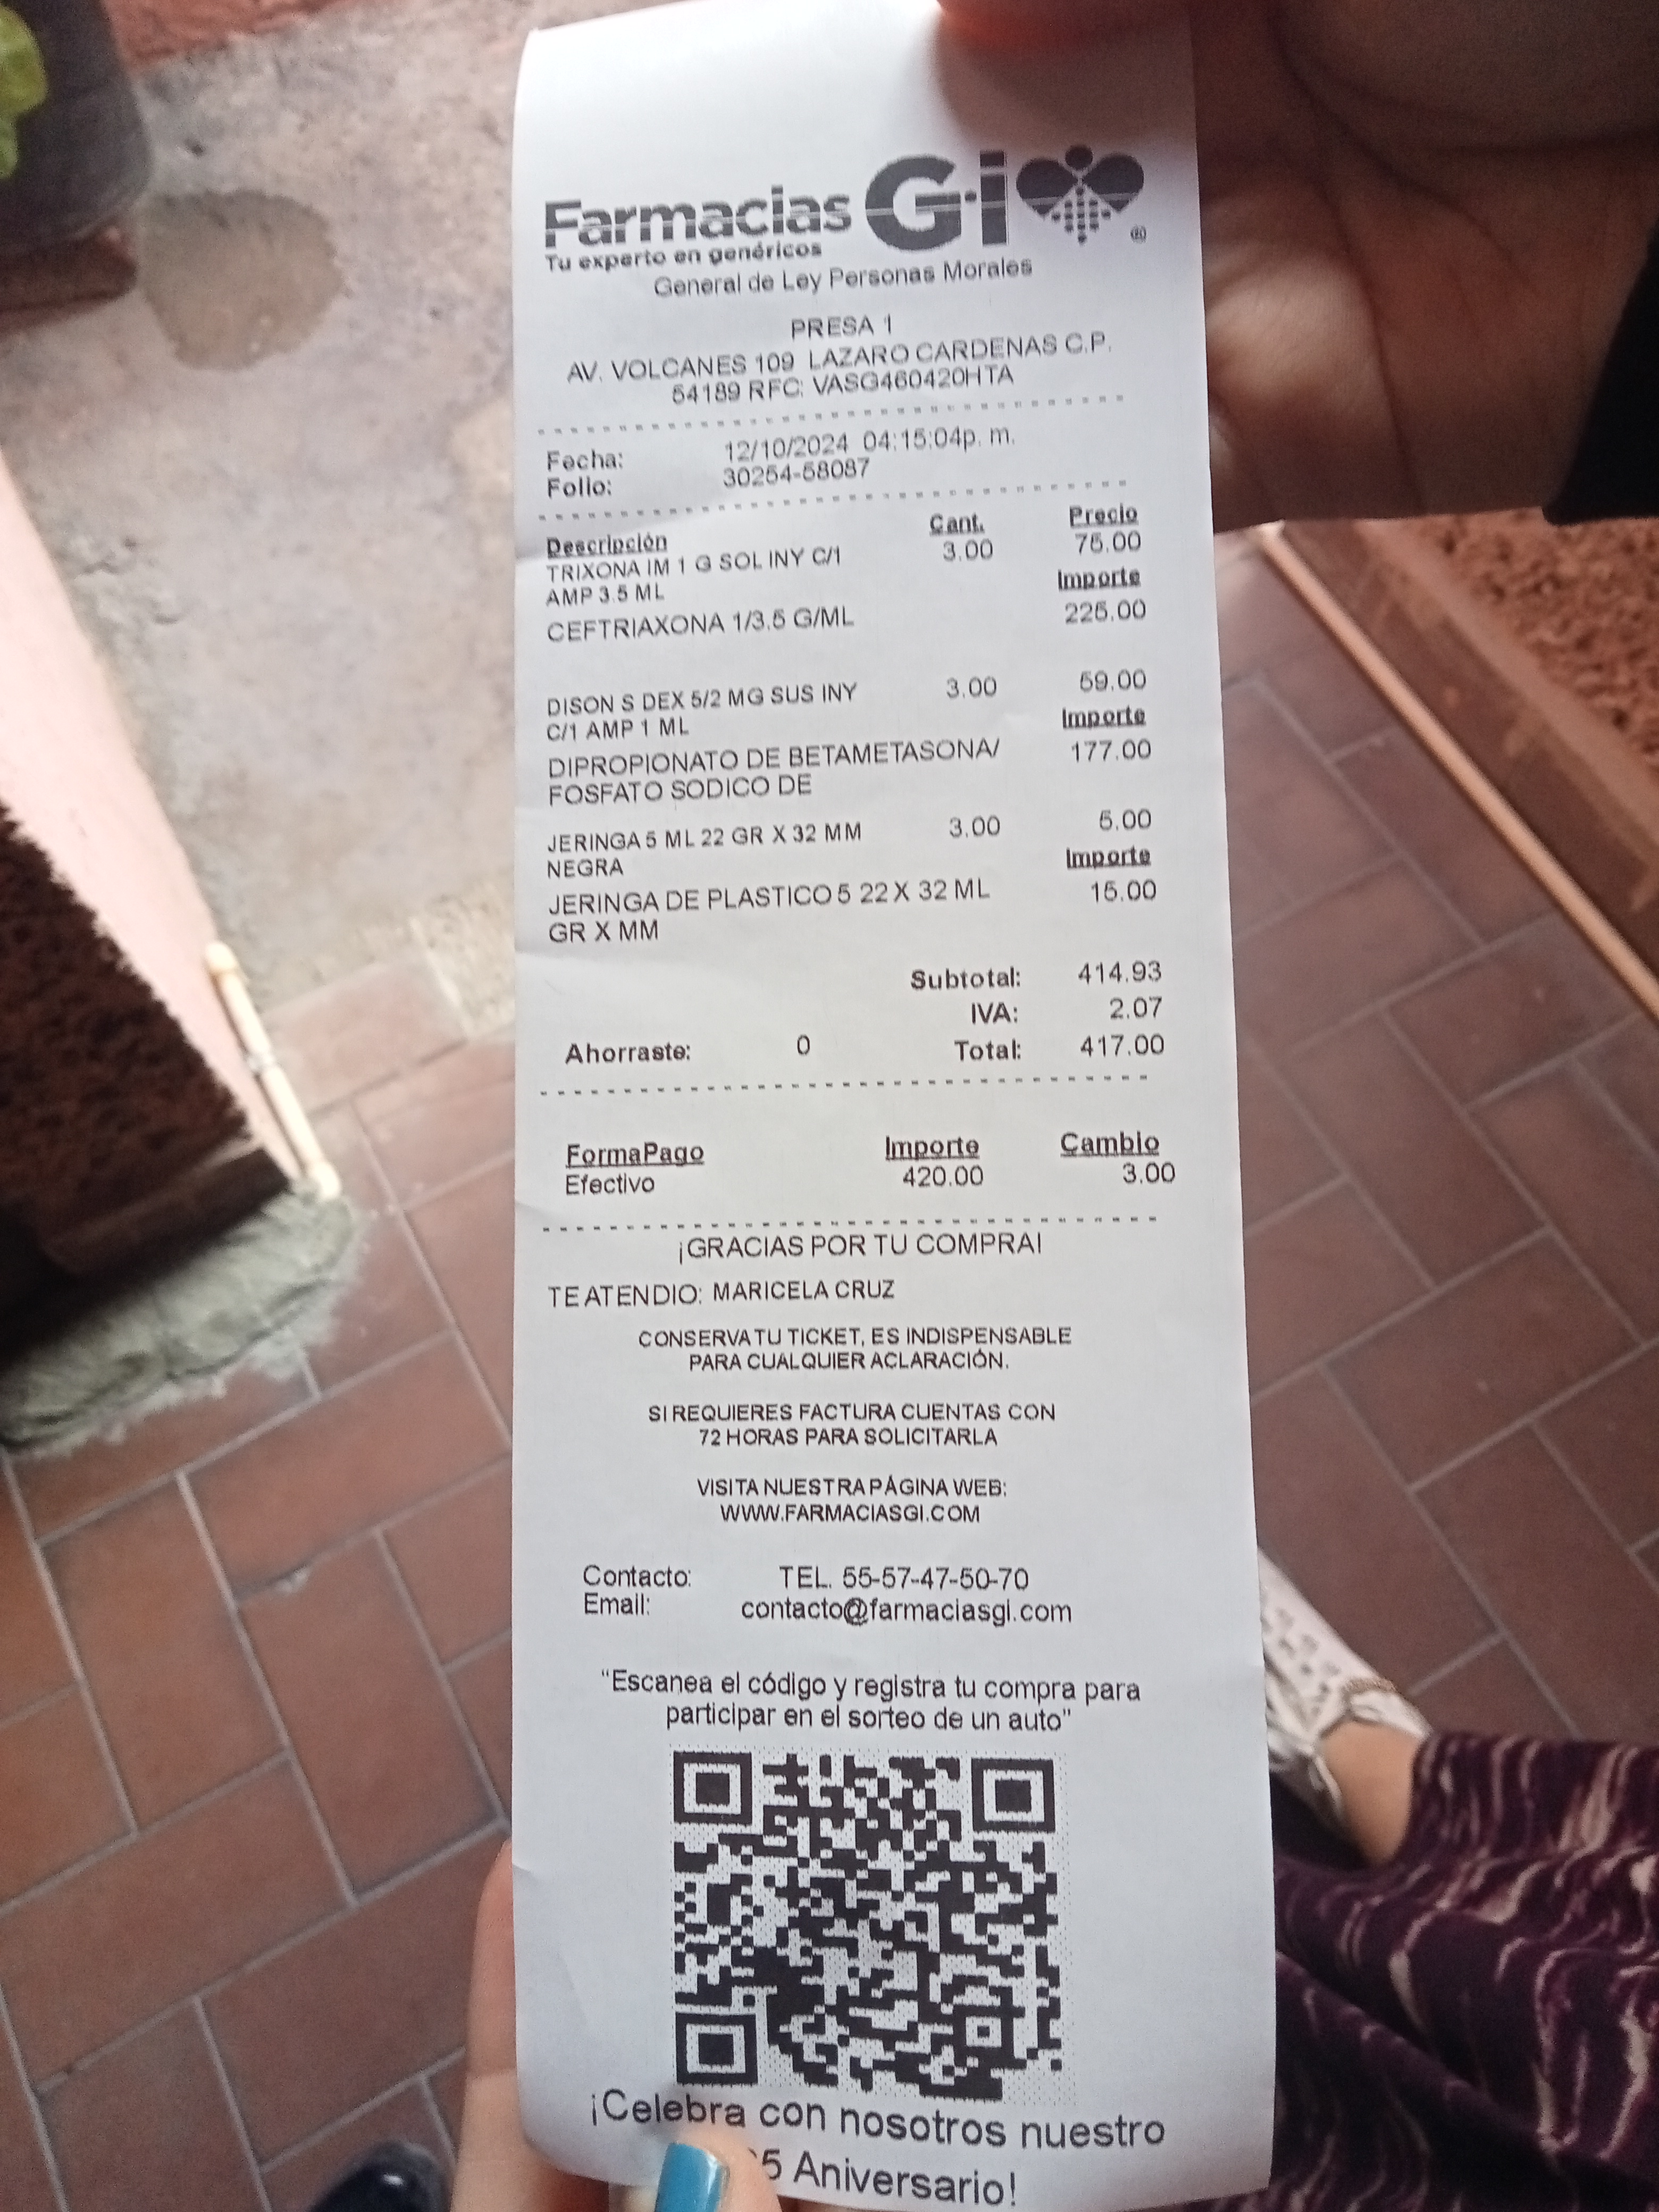 Farmacias Gi ®
Tu experto en genéricos
General de Ley Personas Morales
PRESA 1
AV. VOLCANES 109 LAZARO CARDENAS C.P.
54189 RFC: VASG460420HTA
Fecha: 12/10/2024 04:15:04p. m.
Folio: 30254-58087
Descripción Cant. Precio
TRIXONA IM 1 G SOL INY C/1 3.00 75.00
AMP 3.5 ML Importe
CEFTRIAXONA 1/3.5 G/ML 225.00
DISON S DEX 5/2 MG SUS INY 3.00 59.00
C/1 AMP 1 ML Importe
DIPROPIONATO DE BETAMETASONA/ 177.00
FOSFATO SODICO DE
JERINGA 5 ML 22 GR X 32 MM 3.00 5.00
NEGRA Importe
JERINGA DE PLASTICO 5 22 X 32 ML 15.00
GR X MM
Subtotal: 414.93
IVA: 2.07
Ahorraste: 0 Total: 417.00
FormaPago Importe Cambio
Efectivo 420.00 3.00
¡GRACIAS POR TU COMPRA!
TE ATENDIO: MARICELA CRUZ
CONSERVA TU TICKET, ES INDISPENSABLE
PARA CUALQUIER ACLARACIÓN.
SI REQUIERES FACTURA CUENTAS CON
72 HORAS PARA SOLICITARLA
VISITA NUESTRA PÁGINA WEB:
WWW.FARMACIASGI.COM
Contacto: TEL. 55-57-47-50-70
Email: contacto@farmaciasgi.com
"Escanea el código y registra tu compra para
participar en el sorteo de un auto"
¡Celebra con nosotros nuestro
5 Aniversario!